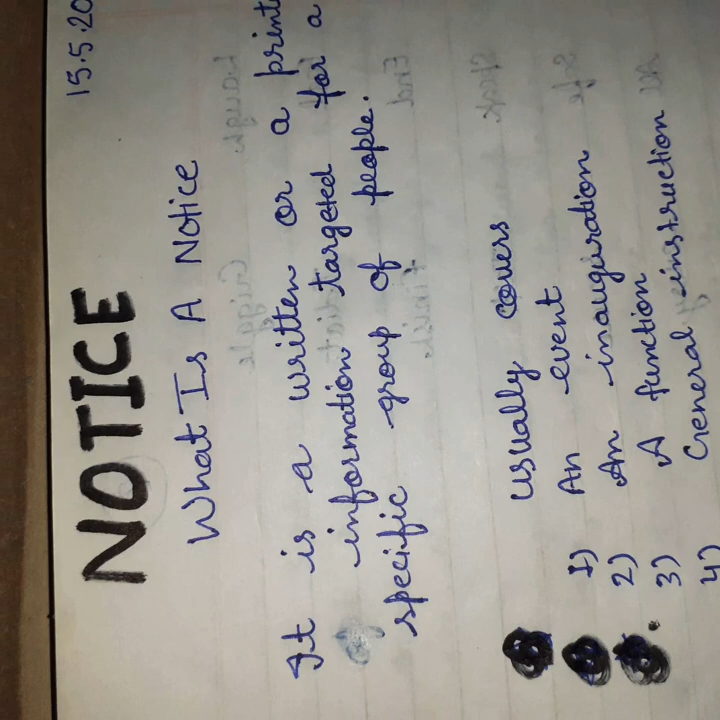 15.5.20
NOTICE
What Is A Notice
It is a written or a print
information targeted for a
specific group of people.
Usually covers
1) An event
2) An inauguration
3) A function
4) General instruction